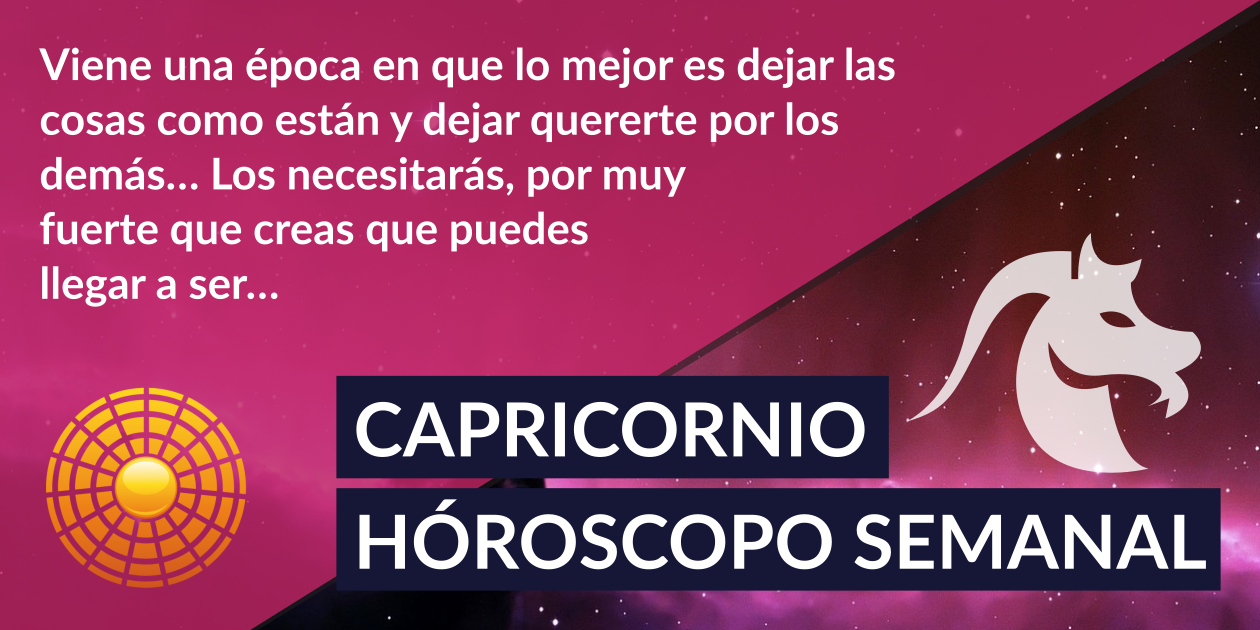 Viene una época en que lo mejor es dejar las
cosas como están y dejar quererte por los
demás... Los necesitarás, por muy
fuerte que creas que puedes
llegar a ser...
CAPRICORNIO
HÓROSCOPO SEMANAL